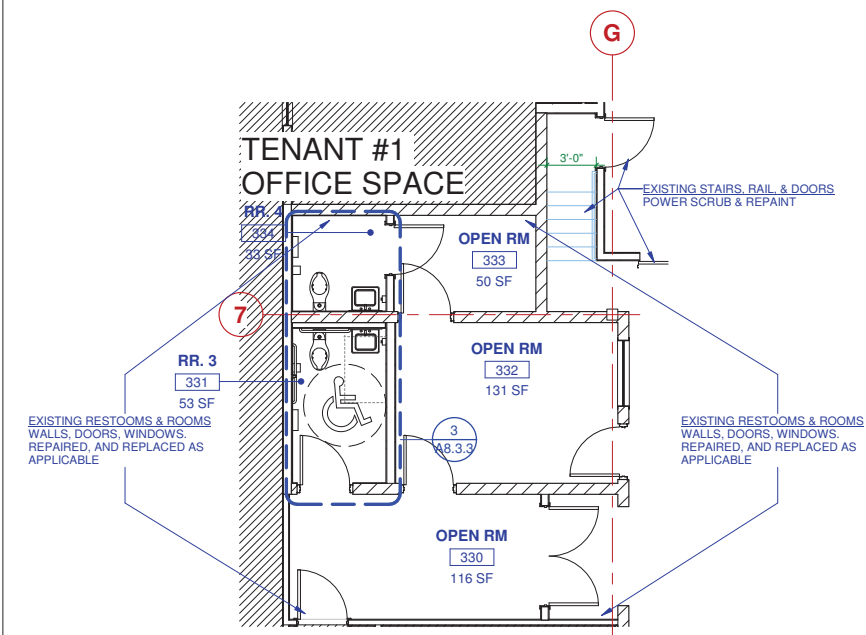 G
TENANT #1
OFFICE SPACE
3'-0"
EXISTING STAIRS, RAIL, & DOORS
POWER SCRUB & REPAINT
RR. 4
334
33 SF
OPEN RM
333
50 SF
7
RR. 3
331
53 SF
OPEN RM
332
131 SF
EXISTING RESTOOMS & ROOMS
WALLS, DOORS, WINDOWS.
REPAIRED, AND REPLACED AS
APPLICABLE
3
A8.3.3
EXISTING RESTOOMS & ROOMS
WALLS, DOORS, WINDOWS.
REPAIRED, AND REPLACED AS
APPLICABLE
OPEN RM
330
116 SF